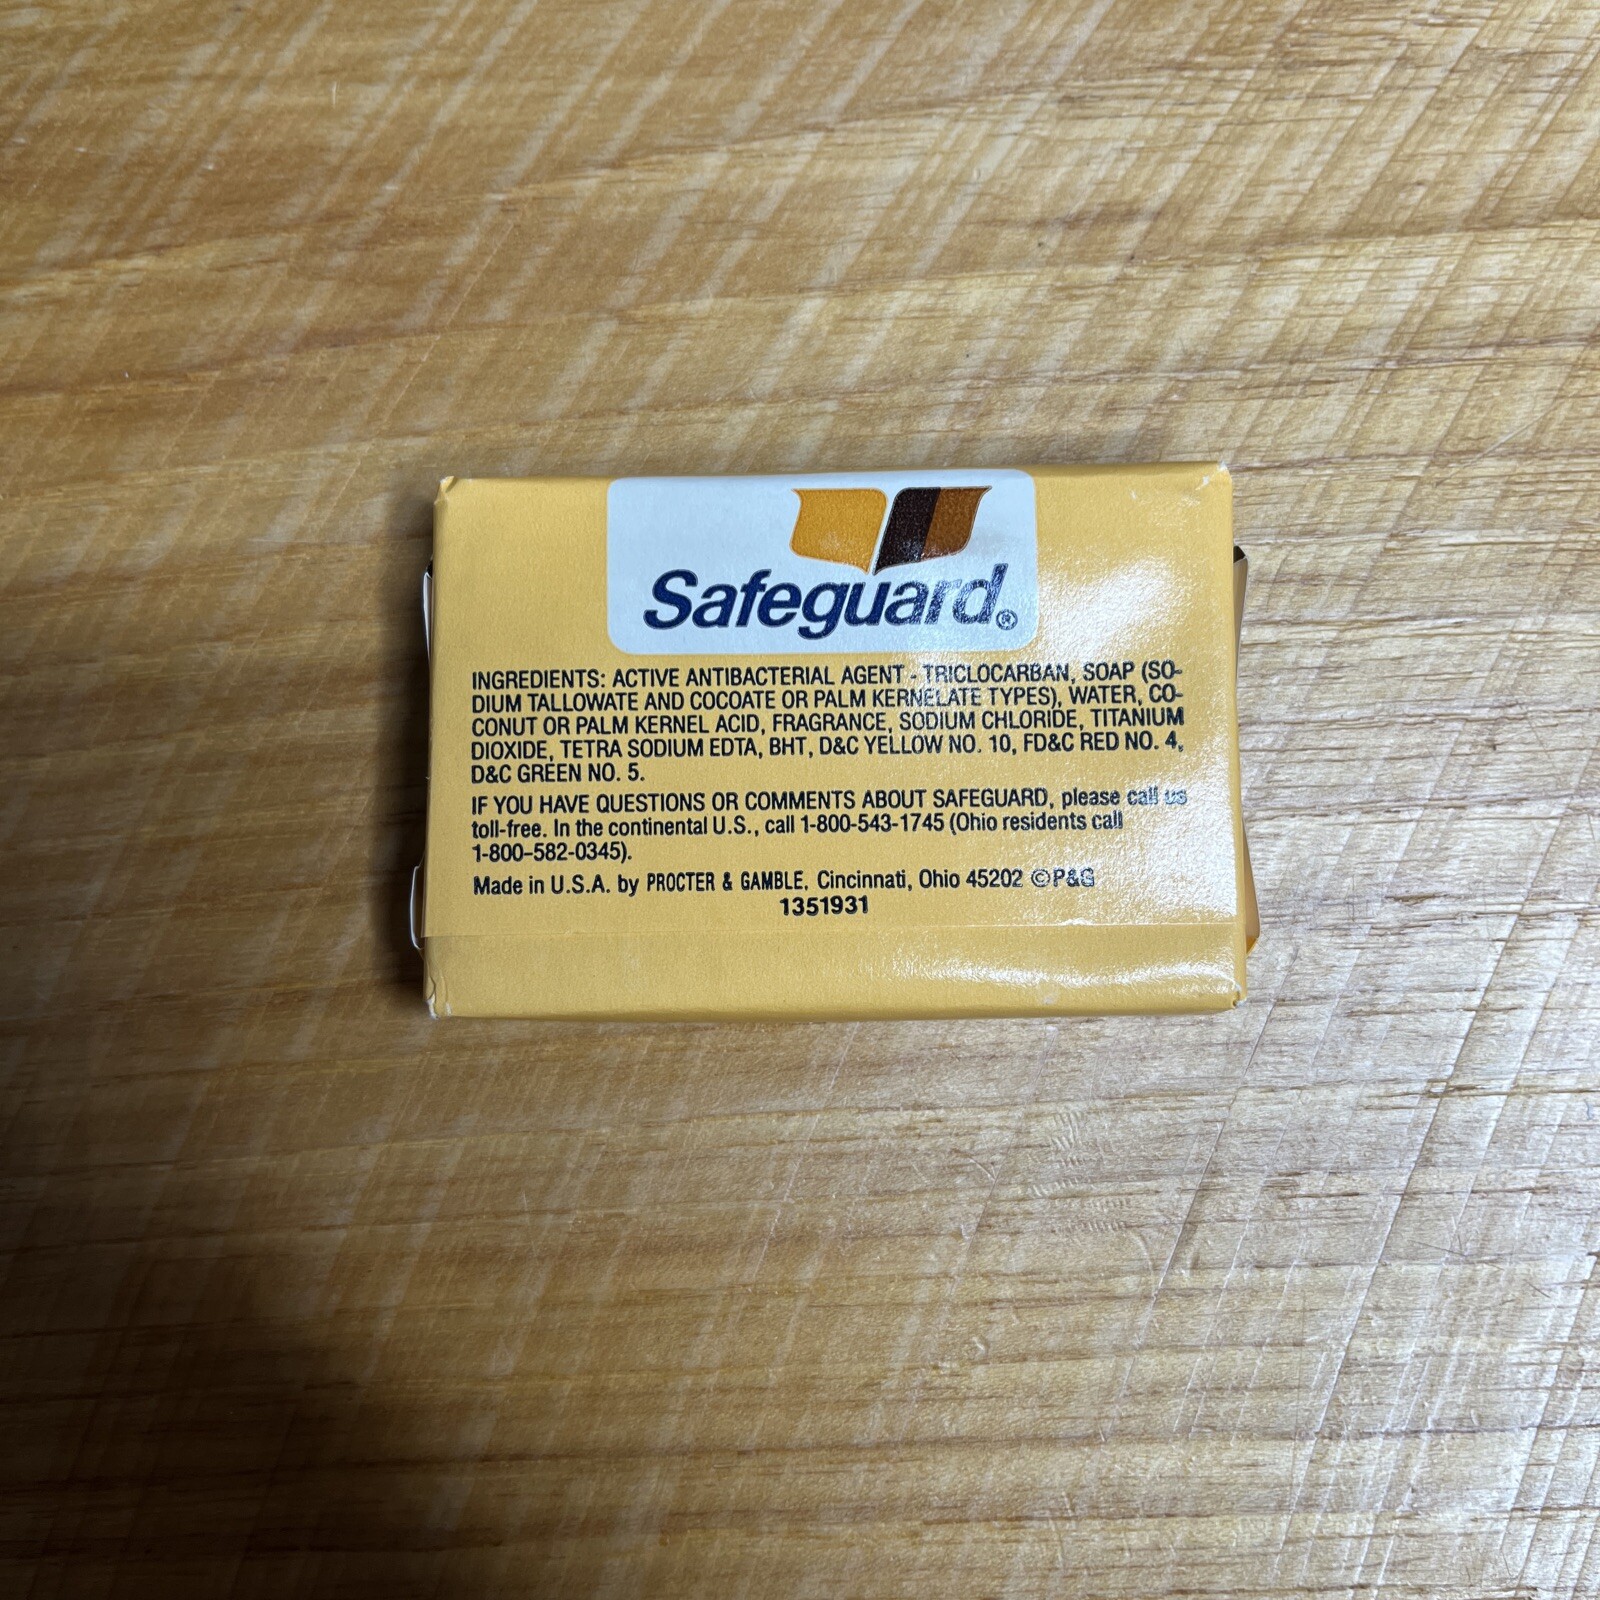 Safeguard®
INGREDIENTS: ACTIVE ANTIBACTERIAL AGENT - TRICLOCARBAN, SOAP (SO-
DIUM TALLOWATE AND COCOATE OR PALM KERNELATE TYPES), WATER, CO-
CONUT OR PALM KERNEL ACID, FRAGRANCE, SODIUM CHLORIDE, TITANIUM
DIOXIDE, TETRA SODIUM EDTA, BHT, D&C YELLOW NO. 10, FD&C RED NO. 4,
D&C GREEN NO. 5.
IF YOU HAVE QUESTIONS OR COMMENTS ABOUT SAFEGUARD, please call us
toll-free. In the continental U.S., call 1-800-543-1745 (Ohio residents call
1-800-582-0345).
Made in U.S.A. by PROCTER & GAMBLE, Cincinnati, Ohio 45202 ©P&G
1351931